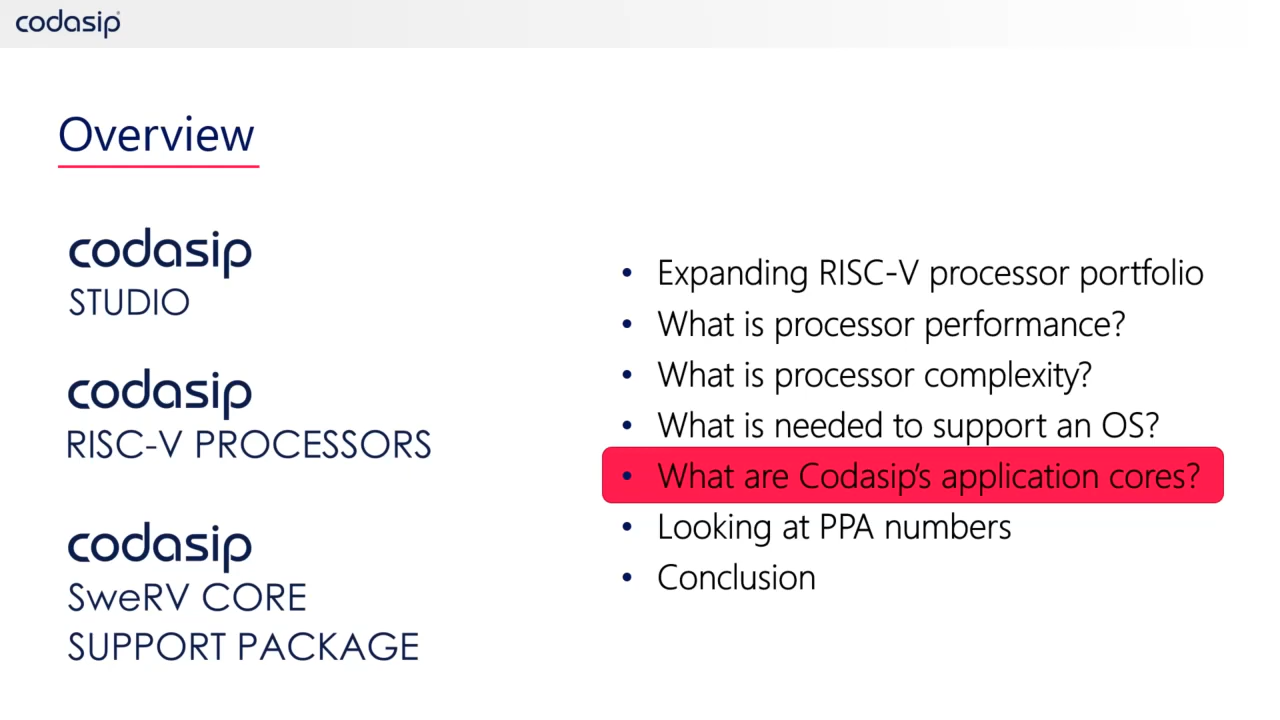 codasip
Overview
codasip
STUDIO
codasip
RISC-V PROCESSORS
codasip
SweRV CORE
SUPPORT PACKAGE
• Expanding RISC-V processor portfolio
• What is processor performance?
• What is processor complexity?
• What is needed to support an OS?
• What are Codasip’s application cores?
• Looking at PPA numbers
• Conclusion